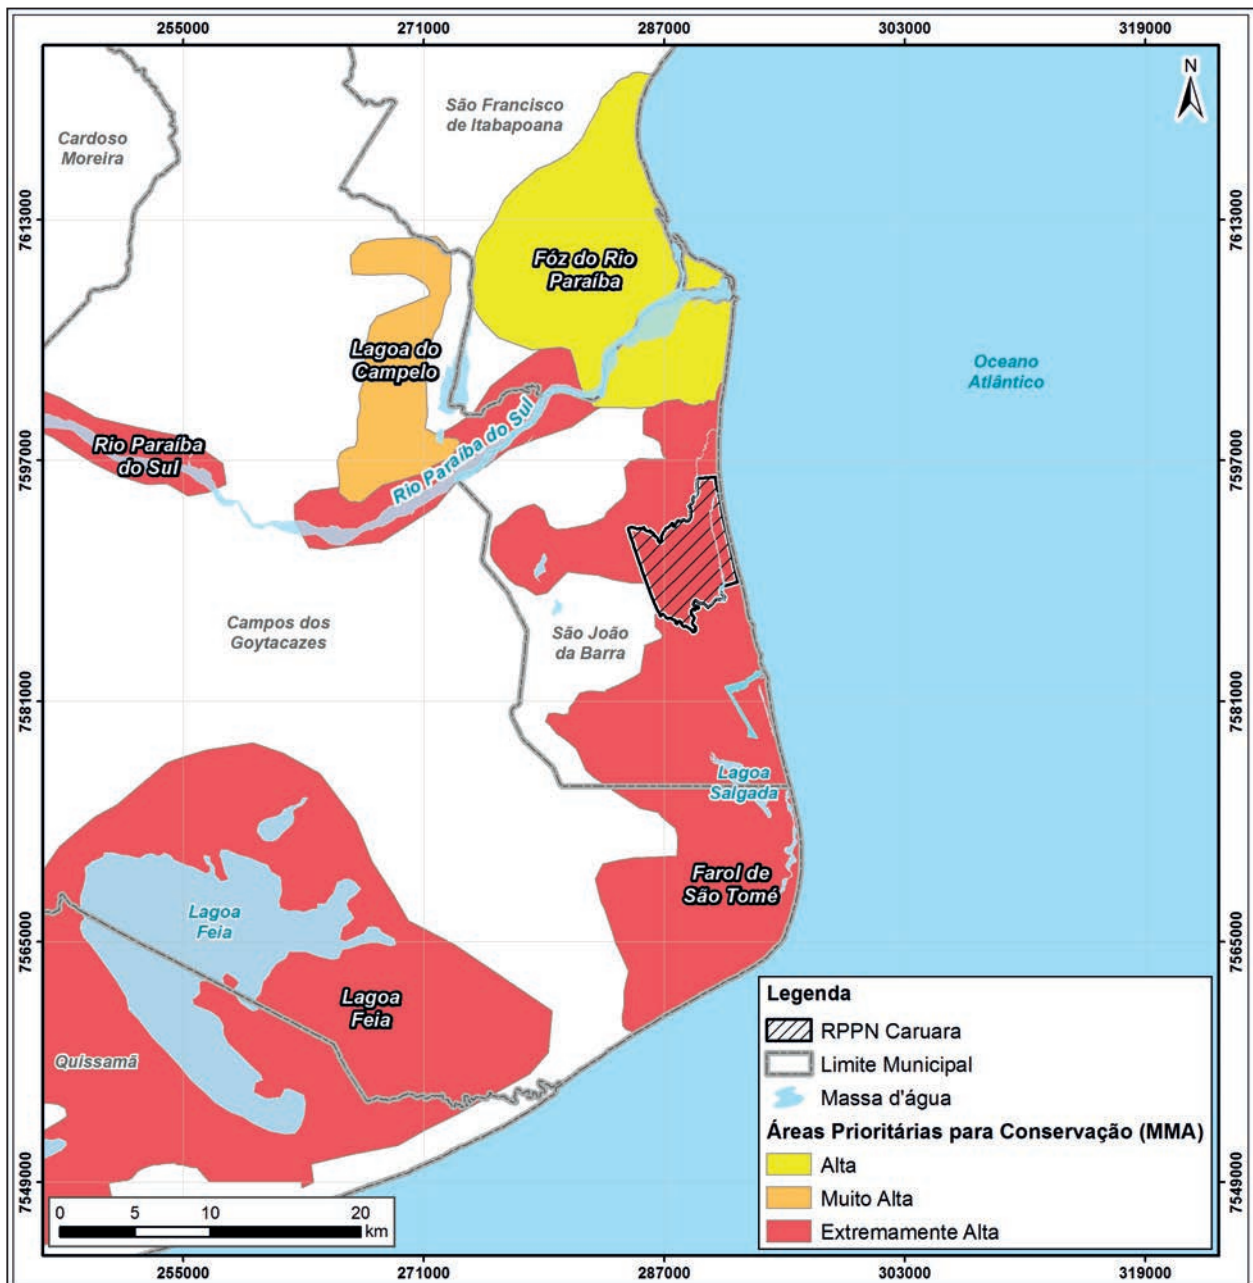 255000
271000
287000
303000
319000
N
São Francisco
de Itabapoana
Cardoso
Moreira
7613000
7613000
Fóz do Rio
Paraíba
Lagoa do
Campelo
Oceano
Atlântico
Rio Paraíba
do Sul
Rio Paraíba do Sul
7597000
7597000
Campos dos
Goytacazes
São João
da Barra
7581000
7581000
Lagoa
Salgada
Farol de
São Tomé
Lagoa
Feia
7565000
7565000
Lagoa
Feia
Quissamã
Legenda
RPPN Caruara
Limite Municipal
Massa d'água
Áreas Prioritárias para Conservação (MMA)
Alta
Muito Alta
Extremamente Alta
7549000
7549000
0 5 10 20
km
255000
271000
287000
303000
319000